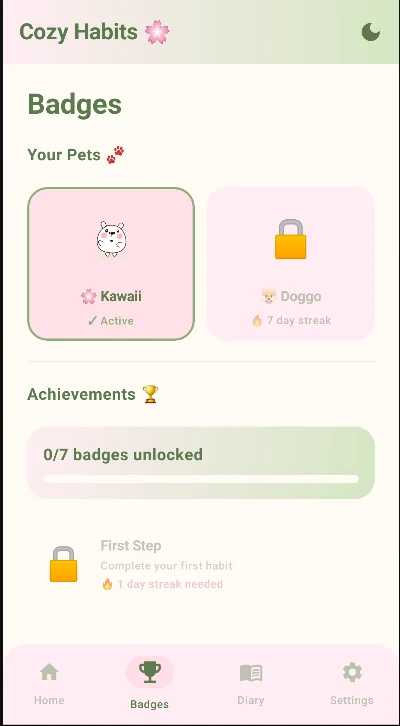 Cozy Habits 🌸
Badges
Your Pets 🐾
🌸 Kawaii
✓ Active
🐶 Doggo
🔥 7 day streak
Achievements 🏆
0/7 badges unlocked
First Step
Complete your first habit
🔥 1 day streak needed
Home
Badges
Diary
Settings